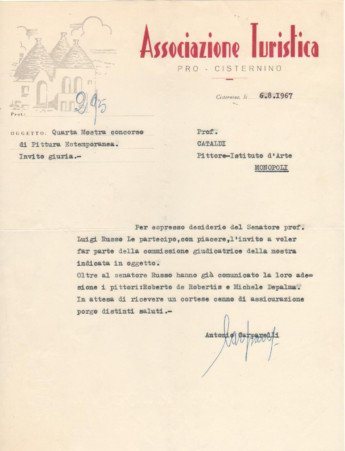 Associazione Turistica
PRO - CISTERNINO
Cisternino, li 6.8.1967
Prot. 295
OGGETTO: Quarta Mostra concorso
di Pittura Estemporanea.
Invito giuria.-
Prof.
CATALDI
Pittore-Istituto d'Arte
MONOPOLI
Per espresso desiderio del Senatore prof.
Luigi Russo Le partecipo, con piacere, l'invito a voler
far parte della commissione giudicatrice della mostra
indicata in oggetto.
Oltre al senatore Russo hanno già comunicato la loro ade-
sione i pittori: Roberto de Robertis e Michele Depalma.
In attesa di ricevere un cortese cenno di assicurazione
porgo distinti saluti.-
Antonio